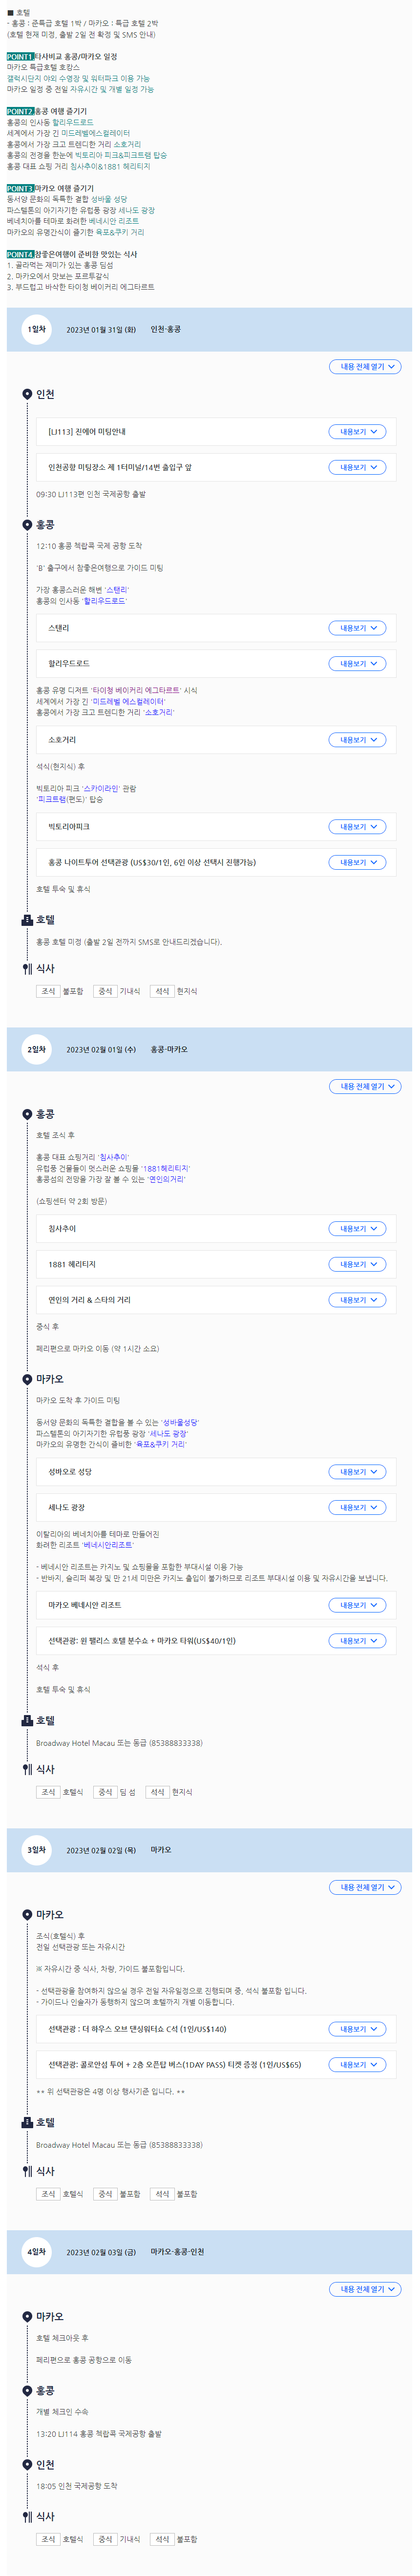 ■ 호텔
- 홍콩 : 준특급 호텔 1박 / 마카오 : 특급 호텔 2박
(호텔 현재 미정, 출발 2일 전 확정 및 SMS 안내)
POINT1 타사비교 홍콩/마카오 일정
마카오 특급호텔 호캉스
갤럭시단지 야외 수영장 및 워터파크 이용 가능
마카오 일정 중 전일 자유시간 및 개별 일정 가능
POINT2 홍콩 여행 즐기기
홍콩의 인사동 할리우드로드
세계에서 가장 긴 미드레벨에스컬레이터
홍콩에서 가장 크고 트렌디한 거리 소호거리
홍콩의 전경을 한눈에 빅토리아 피크&피크트램 탑승
홍콩 대표 쇼핑 거리 침사추이&1881 헤리티지
POINT3 마카오 여행 즐기기
동서양 문화의 독특한 결합 성바울 성당
파스텔톤의 아기자기한 유럽풍 광장 세나도 광장
베네치아를 테마로 화려한 베네시안 리조트
마카오의 유명간식이 즐기한 육포&쿠키 거리
POINT4 참좋은여행이 준비한 맛있는 식사
1. 골라먹는 재미가 있는 홍콩 딤섬
2. 마카오에서 맛보는 포르투갈식
3. 부드럽고 바삭한 타이청 베이커리 에그타르트
1일차 2023년 01월 31일 (화) 인천-홍콩
내용 전체 열기
인천
[LJ113] 진에어 미팅안내 내용보기
인천공항 미팅장소 제 1터미널/14번 출입구 앞 내용보기
09:30 LJ113편 인천 국제공항 출발
홍콩
12:10 홍콩 첵랍콕 국제 공항 도착
'B' 출구에서 참좋은여행으로 가이드 미팅
가장 홍콩스러운 해변 '스탠리'
홍콩의 인사동 '할리우드로드'
스탠리 내용보기
할리우드로드 내용보기
홍콩 유명 디저트 '타이청 베이커리 에그타르트' 시식
세계에서 가장 긴 '미드레벨 에스컬레이터'
홍콩에서 가장 크고 트렌디한 거리 '소호거리'
소호거리 내용보기
석식(현지식) 후
빅토리아 피크 '스카이라인' 관람
'피크트램(편도)' 탑승
빅토리아피크 내용보기
홍콩 나이트투어 선택관광 (US$30/1인, 6인 이상 선택시 진행가능) 내용보기
호텔 투숙 및 휴식
호텔
홍콩 호텔 미정 (출발 2일 전까지 SMS로 안내드리겠습니다).
식사
조식 불포함 중식 기내식 석식 현지식
2일차 2023년 02월 01일 (수) 홍콩-마카오
내용 전체 열기
홍콩
호텔 조식 후
홍콩 대표 쇼핑거리 '침사추이'
유럽풍 건물들이 멋스러운 쇼핑몰 '1881헤리티지'
홍콩섬의 전망을 가장 잘 볼 수 있는 '연인의거리'
(쇼핑센터 약 2회 방문)
침사추이 내용보기
1881 헤리티지 내용보기
연인의 거리 & 스타의 거리 내용보기
중식 후
페리편으로 마카오 이동 (약 1시간 소요)
마카오
마카오 도착 후 가이드 미팅
동서양 문화의 독특한 결합을 볼 수 있는 '성바울성당'
파스텔톤의 아기자기한 유럽풍 광장 '세나도 광장'
마카오의 유명한 간식이 즐비한 '육포&쿠키 거리'
성바오로 성당 내용보기
세나도 광장 내용보기
이탈리아의 베네치아를 테마로 만들어진
화려한 리조트 '베네시안리조트'
- 베네시안 리조트는 카지노 및 쇼핑몰을 포함한 부대시설 이용 가능
- 반바지, 슬리퍼 복장 및 만 21세 미만은 카지노 출입이 불가하므로 리조트 부대시설 이용 및 자유시간을 보냅니다.
마카오 베네시안 리조트 내용보기
선택관광: 윈 팰리스 호텔 분수쇼 + 마카오 타워(US$40/1인) 내용보기
석식 후
호텔 투숙 및 휴식
호텔
Broadway Hotel Macau 또는 동급 (85388833338)
식사
조식 호텔식 중식 딤 섬 석식 현지식
3일차 2023년 02월 02일 (목) 마카오
내용 전체 열기
마카오
조식(호텔식) 후
전일 선택관광 또는 자유시간
※ 자유시간 중 식사, 차량, 가이드 불포함입니다.
- 선택관광을 참여하지 않으실 경우 전일 자유일정으로 진행되며 중, 석식 불포함 입니다.
- 가이드나 인솔자가 동행하지 않으며 호텔까지 개별 이동합니다.
선택관광 : 더 하우스 오브 댄싱워터쇼 C석 (1인/US$140) 내용보기
선택관광: 콜로안섬 투어 + 2층 오픈탑 버스(1DAY PASS) 티켓 증정 (1인/US$65) 내용보기
** 위 선택관광은 4명 이상 행사기준 입니다. **
호텔
Broadway Hotel Macau 또는 동급 (85388833338)
식사
조식 호텔식 중식 불포함 석식 불포함
4일차 2023년 02월 03일 (금) 마카오-홍콩-인천
내용 전체 열기
마카오
호텔 체크아웃 후
페리편으로 홍콩 공항으로 이동
홍콩
개별 체크인 수속
13:20 LJ114 홍콩 첵랍콕 국제공항 출발
인천
18:05 인천 국제공항 도착
식사
조식 호텔식 중식 기내식 석식 불포함